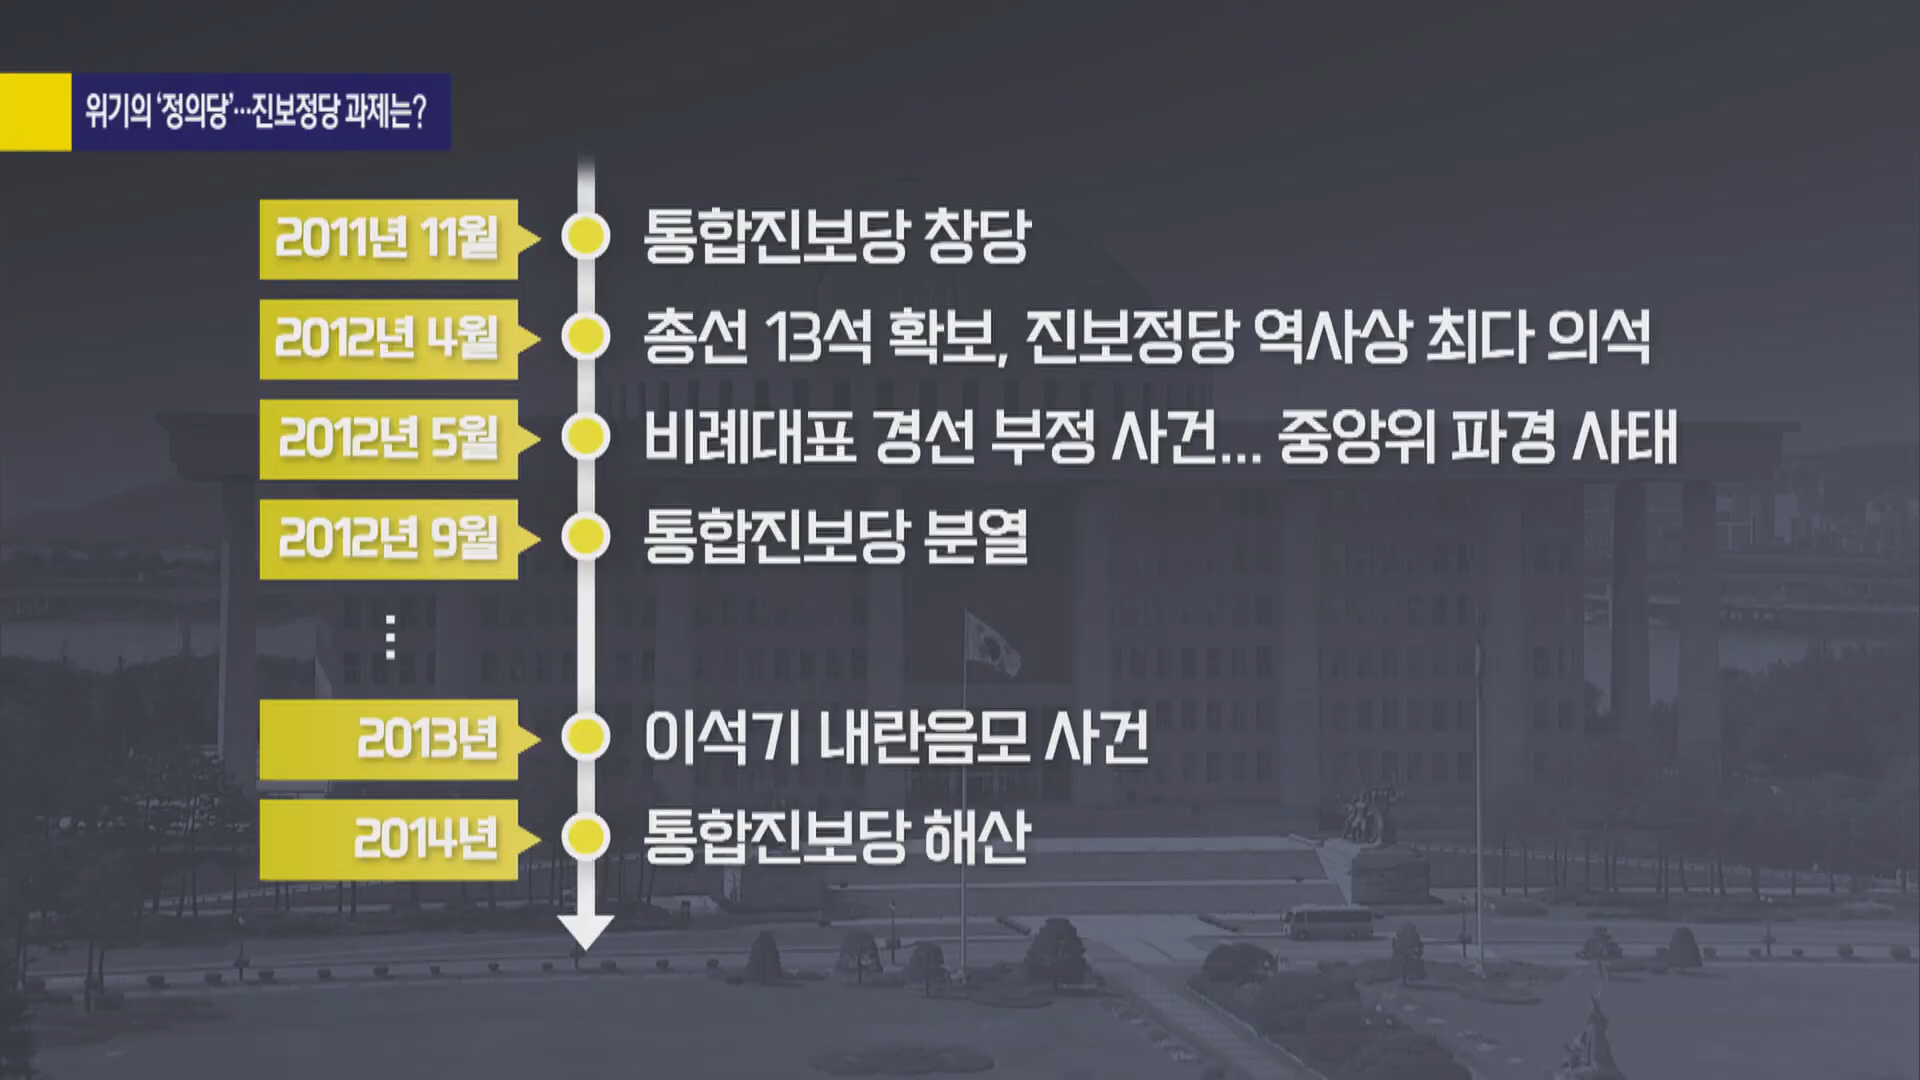 위기의 ‘정의당’…진보정당 과제는?
2011년 11월 통합진보당 창당
2012년 4월 총선 13석 확보, 진보정당 역사상 최다 의석
2012년 5월 비례대표 경선 부정 사건... 중앙위 파경 사태
2012년 9월 통합진보당 분열
⋮
2013년 이석기 내란음모 사건
2014년 통합진보당 해산